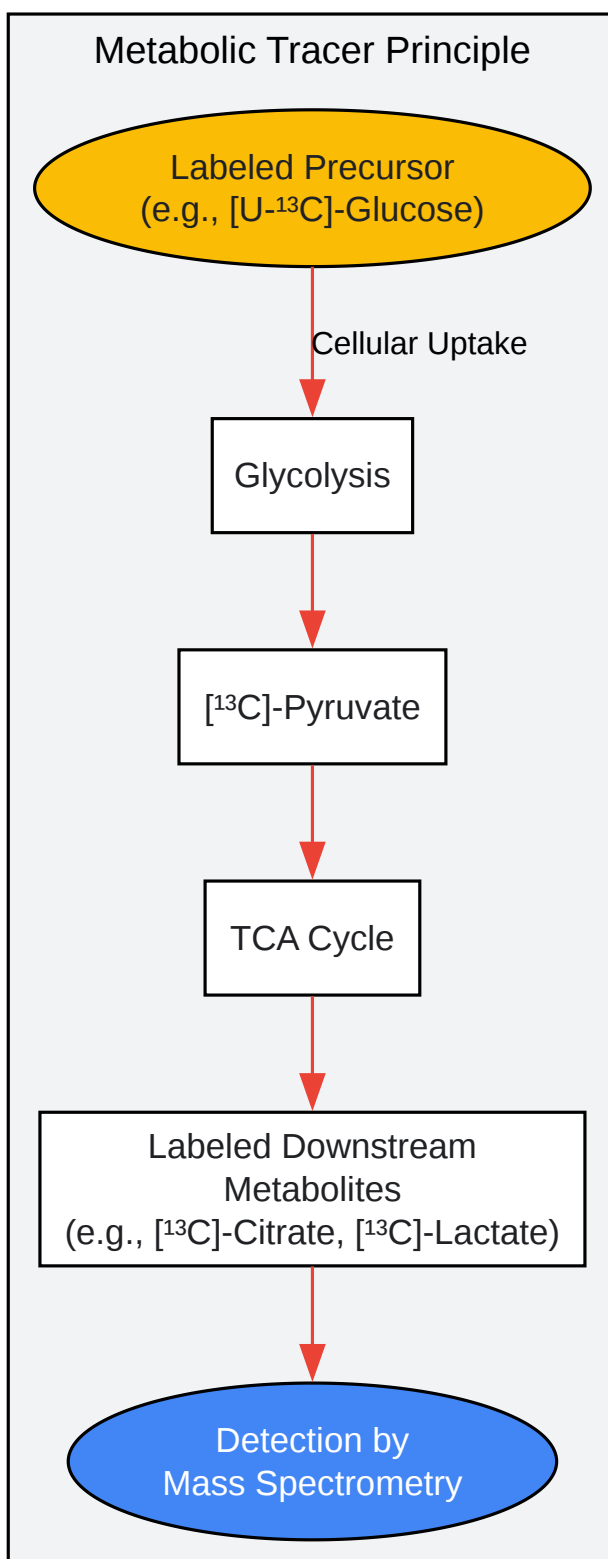 Metabolic Tracer Principle
Labeled Precursor
(e.g., [U-¹³C]-Glucose)
Cellular Uptake
Glycolysis
[¹³C]-Pyruvate
TCA Cycle
Labeled Downstream
Metabolites
(e.g., [¹³C]-Citrate, [¹³C]-Lactate)
Detection by
Mass Spectrometry